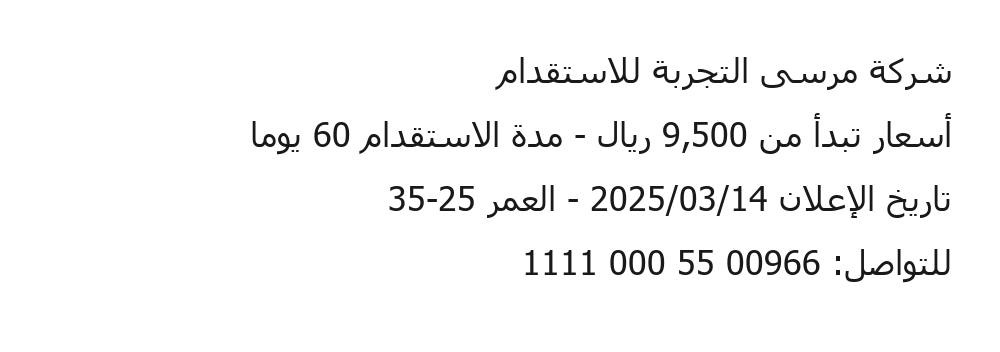 شركة مرسى التجربة للاستقدام
أسعار تبدأ من 9,500 ريال - مدة الاستقدام 60 يوما
تاريخ الإعلان 2025/03/14 - العمر 25-35
للتواصل: 00966 55 000 1111